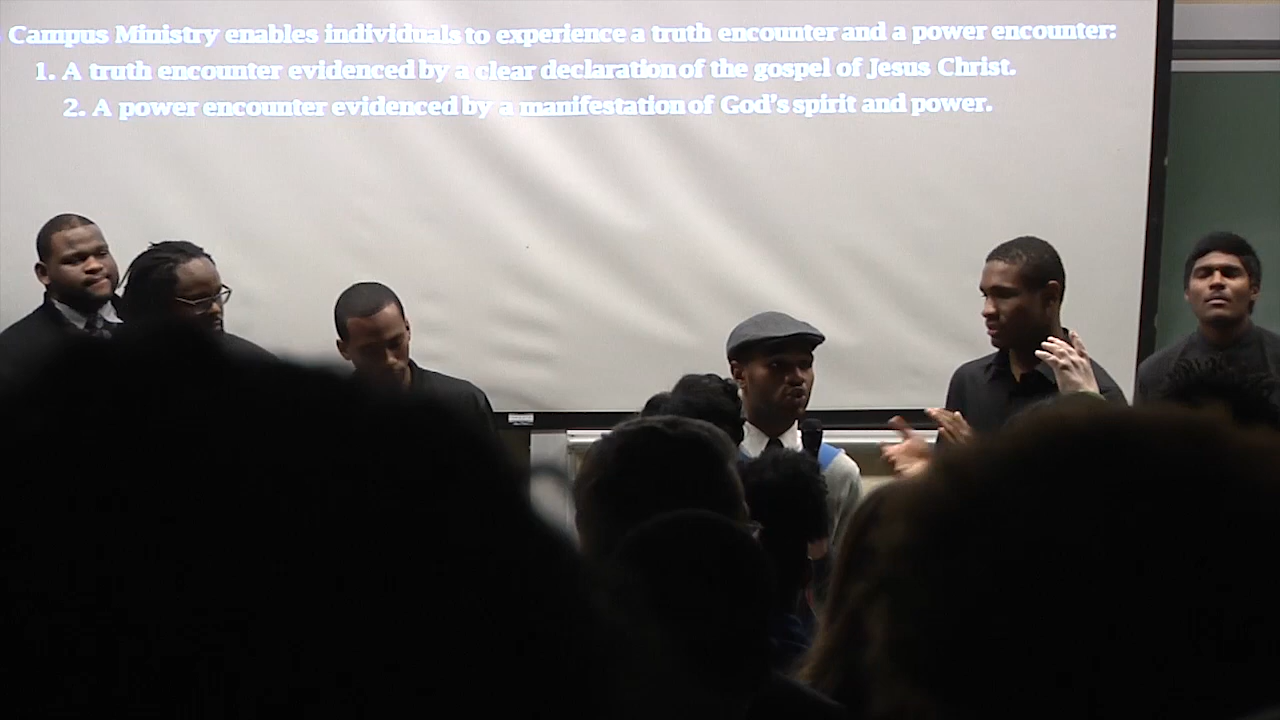 Campus Ministry enables individuals to experience a truth encounter and a power encounter:
1. A truth encounter evidenced by a clear declaration of the gospel of Jesus Christ.
2. A power encounter evidenced by a manifestation of God's spirit and power.